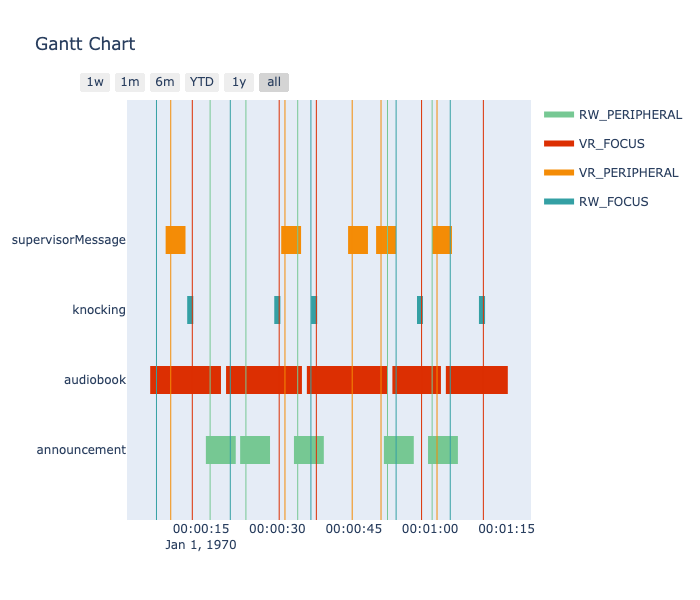 Gantt Chart
1w 1m 6m YTD 1y all
RW_PERIPHERAL
VR_FOCUS
VR_PERIPHERAL
RW_FOCUS
supervisorMessage
knocking
audiobook
announcement
00:00:15 00:00:30 00:00:45 00:01:00 00:01:15
Jan 1, 1970